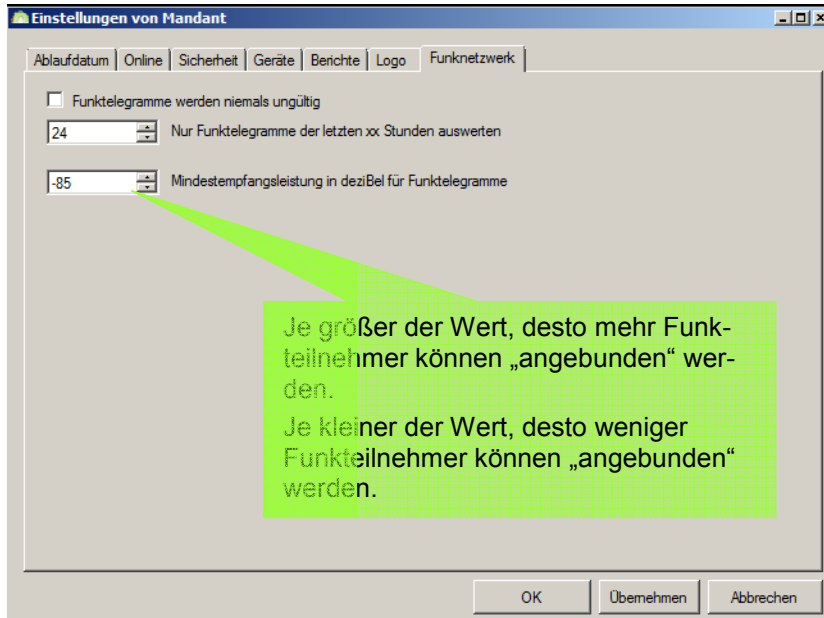 Einstellungen von Mandant
Ablaufdatum Online Sicherheit Geräte Berichte Logo Funknetzwerk
Funktelegramme werden niemals ungültig
24 Nur Funktelegramme der letzten xx Stunden auswerten
-85 Mindestempfangsleistung in deziBel für Funktelegramme
Je größer der Wert, desto mehr Funk-
teilnehmer können „angebunden“ wer-
den.
Je kleiner der Wert, desto weniger
Funkteilnehmer können „angebunden“
werden.
OK Übernehmen Abbrechen